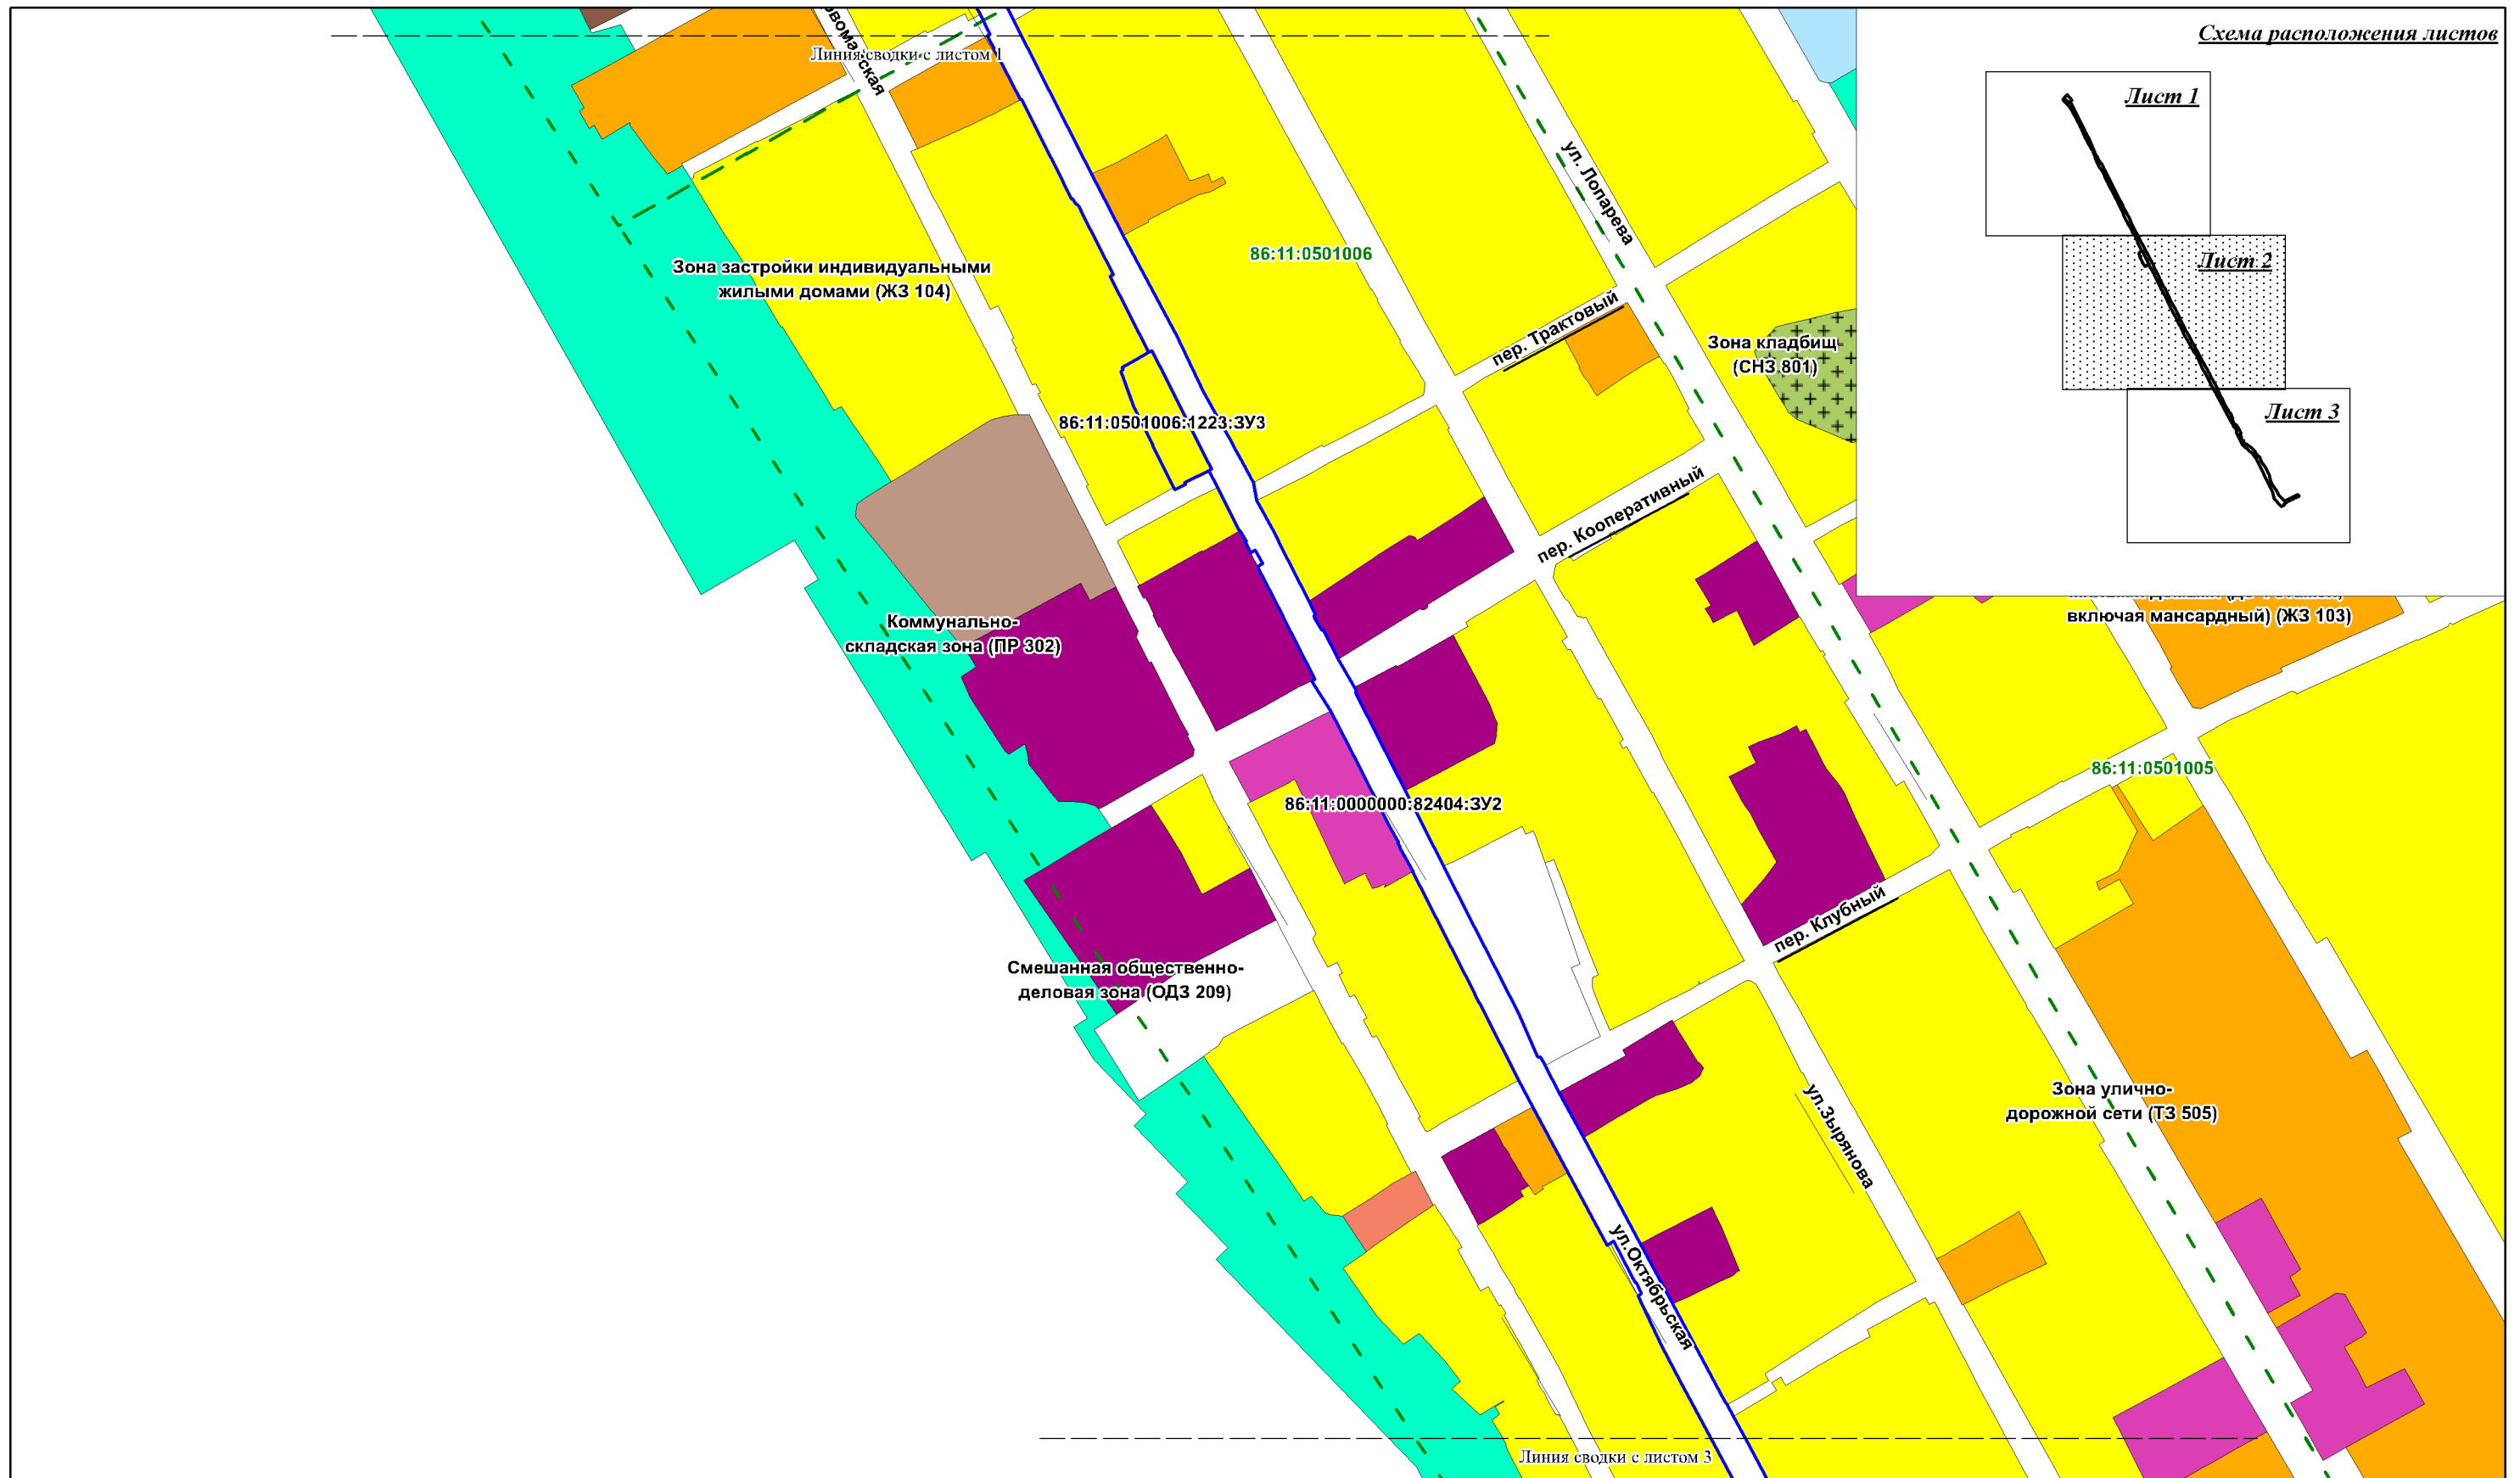 Схема расположения листов
Лист 1
Лист 2
Лист 3
Линия сводки с листом 1
ул. Лопарева
86:11:0501006
Зона застройки индивидуальными
жилыми домами (ЖЗ 104)
пер. Трактовый
Зона кладбищ
(СНЗ 801)
86:11:0501006:1223:ЗУ3
пер. Кооперативный
Коммунально-
складская зона (ПР 302)
включая мансардный) (ЖЗ 103)
86:11:0501005
86:11:0000000:82404:ЗУ2
пер. Клубный
Смешанная общественно-
деловая зона (ОДЗ 209)
Зона улично-
дорожной сети (ТЗ 505)
ул.Зырянова
ул.Октябрьская
Линия сводки с листом 3